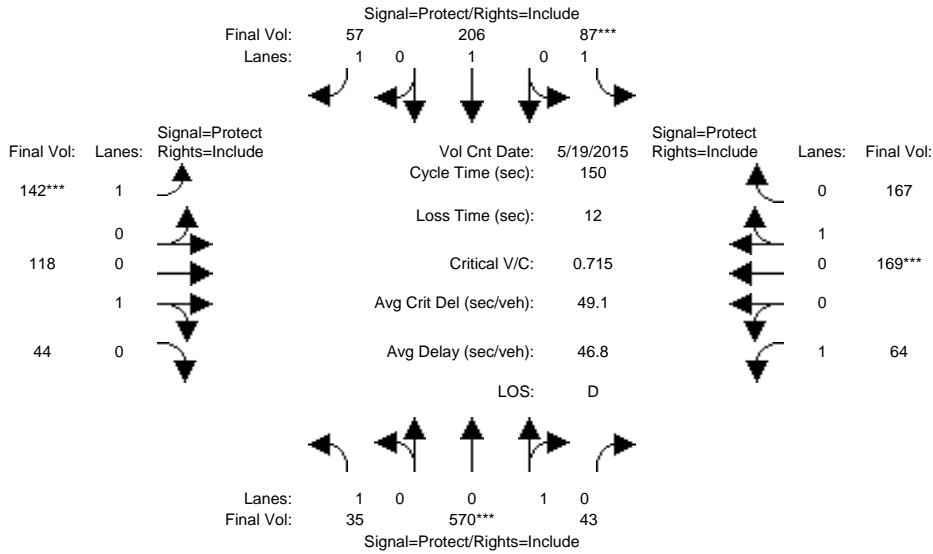 Signal=Protect/Rights=Include
Final Vol: 57 206 87***
Lanes: 1 0 1 0 1
Signal=Protect Signal=Protect
Final Vol: Lanes: Rights=Include Vol Cnt Date: 5/19/2015 Rights=Include Lanes: Final Vol:
Cycle Time (sec): 150
142*** 1 0 167
Loss Time (sec): 12
0 1
118 0 Critical V/C: 0.715 0 169***
1 Avg Crit Del (sec/veh): 49.1 0
44 0 Avg Delay (sec/veh): 46.8 1 64
LOS: D
Lanes: 1 0 0 1 0
Final Vol: 35 570*** 43
Signal=Protect/Rights=Include